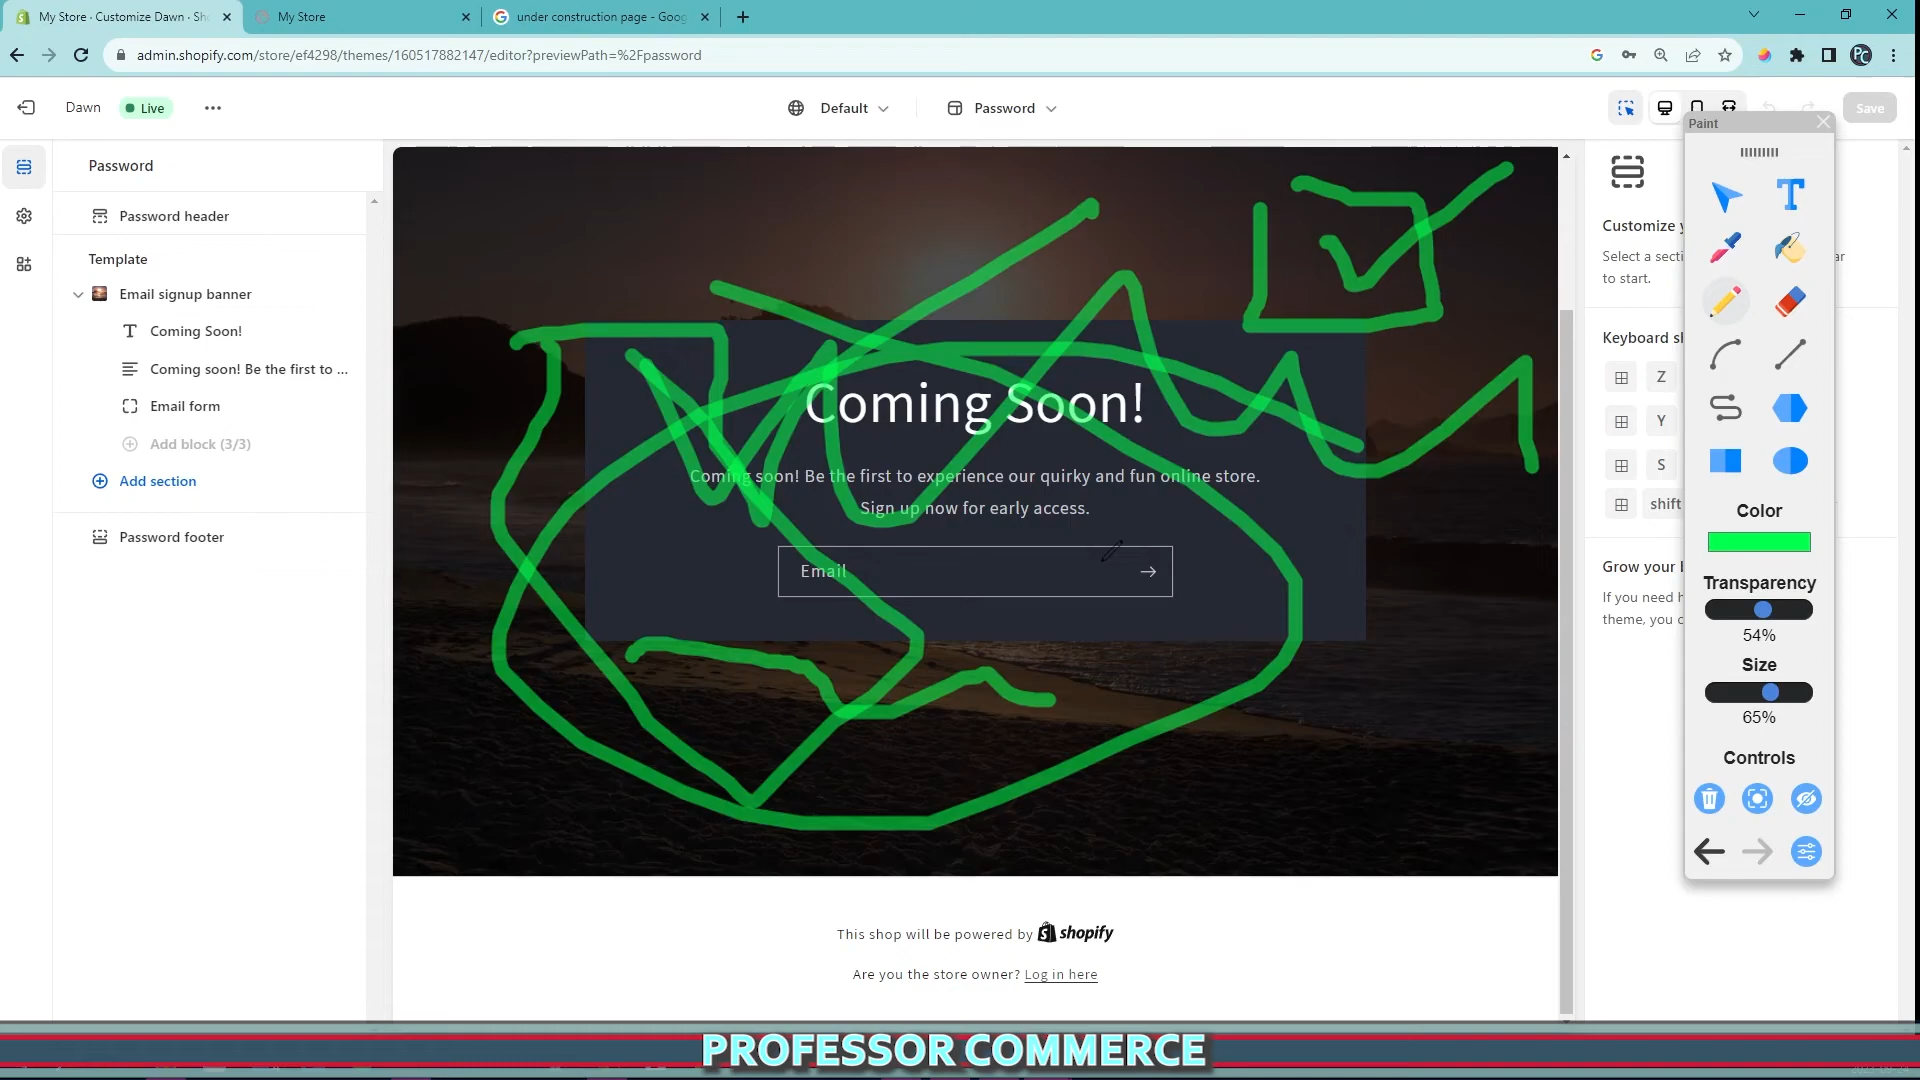 My Store · Customize Dawn · Sho
My Store
under construction page - Goog
admin.shopify.com/store/ef4298/themes/160517882147/editor?previewPath=%2Fpassword
Dawn
Live
Default
Password
Save
Paint
Password
Password header
Template
Email signup banner
Coming Soon!
Coming soon! Be the first to ...
Email form
Add block (3/3)
Add section
Password footer
Coming Soon!
Coming soon! Be the first to experience our quirky and fun online store.
Sign up now for early access.
Email
This shop will be powered by shopify
Are you the store owner? Log in here
Customize y
Select a secti ar
to start.
Keyboard sh
Z
Y
S
shift
Grow your b
If you need h
theme, you c
T
Color
Transparency
54%
Size
65%
Controls
PROFESSOR COMMERCE